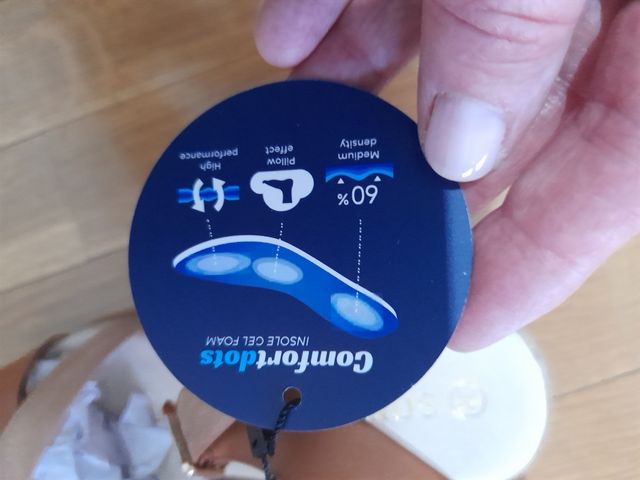 Comfortdots
INSOLE GEL FOAM
60%
Medium
density
Pillow
effect
High
performance